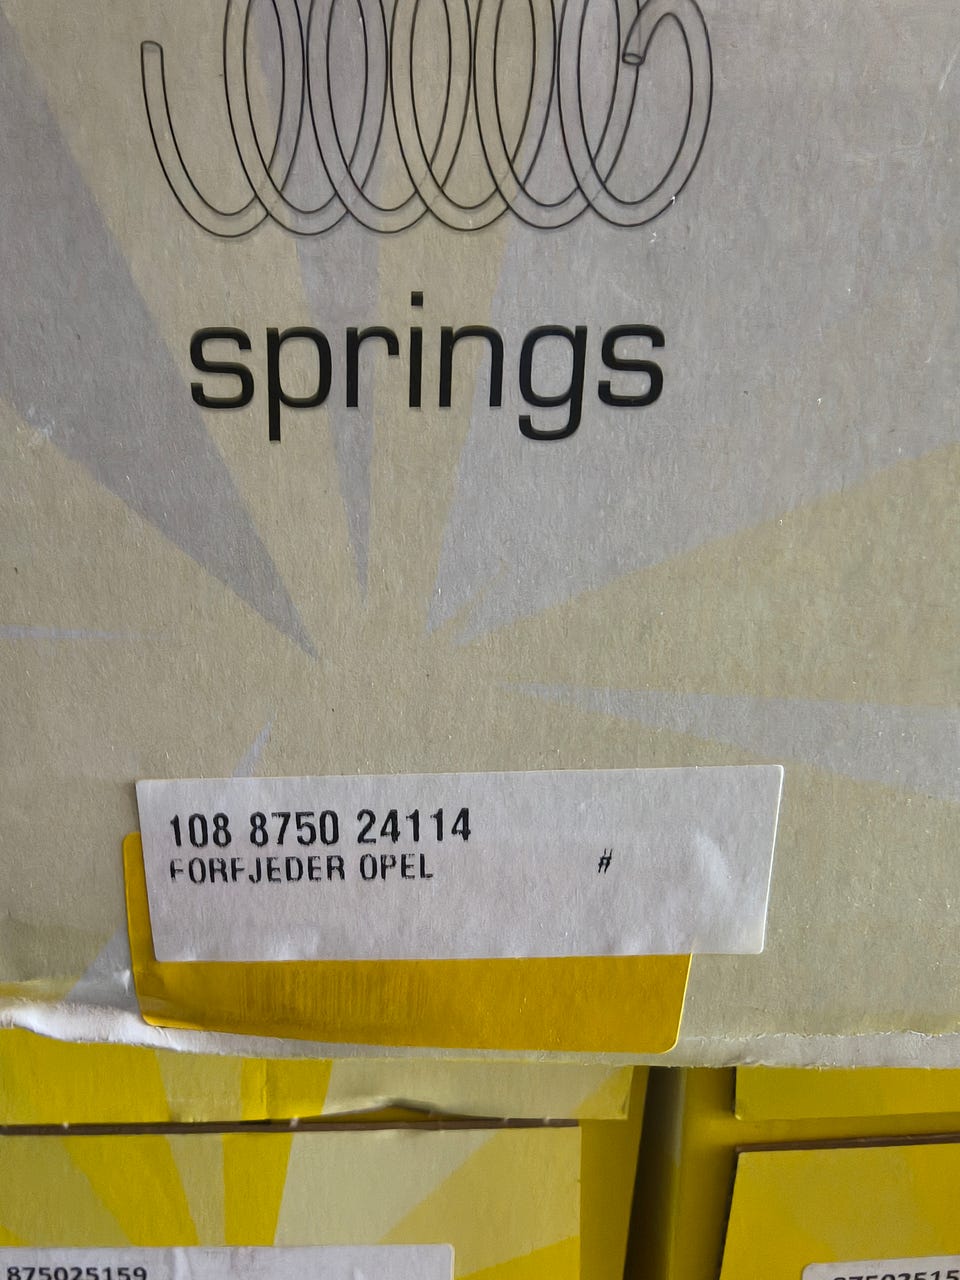 springs
108 8750 24114
FORFJEDER OPEL #
875025159